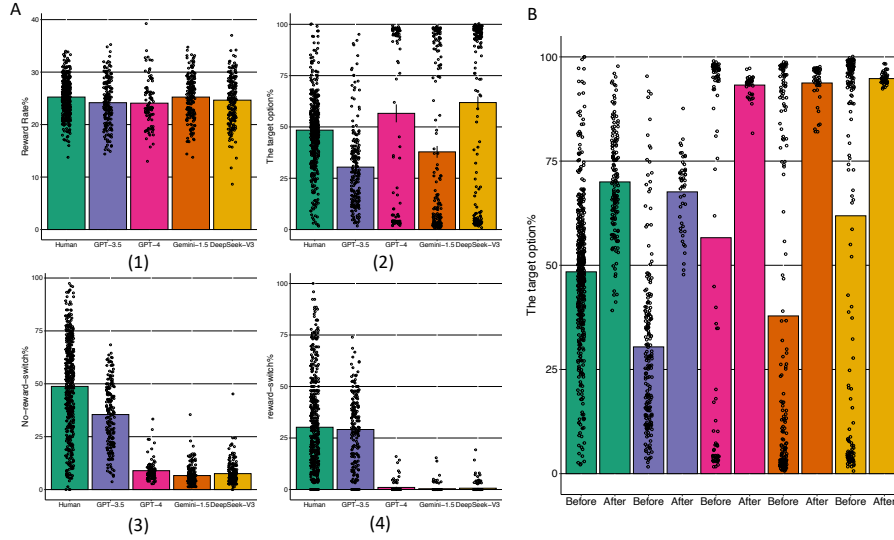 A
B
Reward Rate%
40
30
20
10
0
Human GPT−3.5 GPT−4 Gemini−1.5 DeepSeek−V3
(1)
The target option%
100
75
50
25
0
Human GPT−3.5 GPT−4 Gemini−1.5 DeepSeek−V3
(2)
No−reward−switch%
100
75
50
25
0
Human GPT−3.5 GPT−4 Gemini−1.5 DeepSeek−V3
(3)
reward−switch%
100
75
50
25
0
Human GPT−3.5 GPT−4 Gemini−1.5 DeepSeek−V3
(4)
The target option%
100
75
50
25
0
Before After Before After Before After Before After Before After